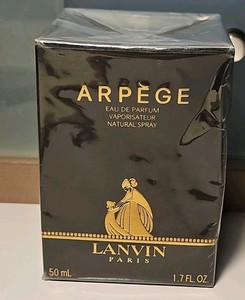 ARPÈGE
EAU DE PARFUM
VAPORISATEUR
NATURAL SPRAY
LANVIN
PARIS
50 mL 1.7 FL. OZ.